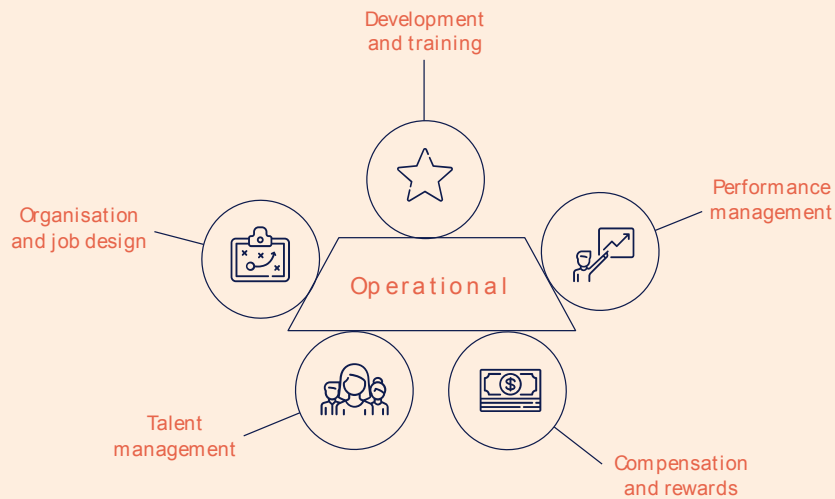 Development
and training
Performance
management
Organisation
and job design
Operational
$
Talent
management
Compensation
and rewards